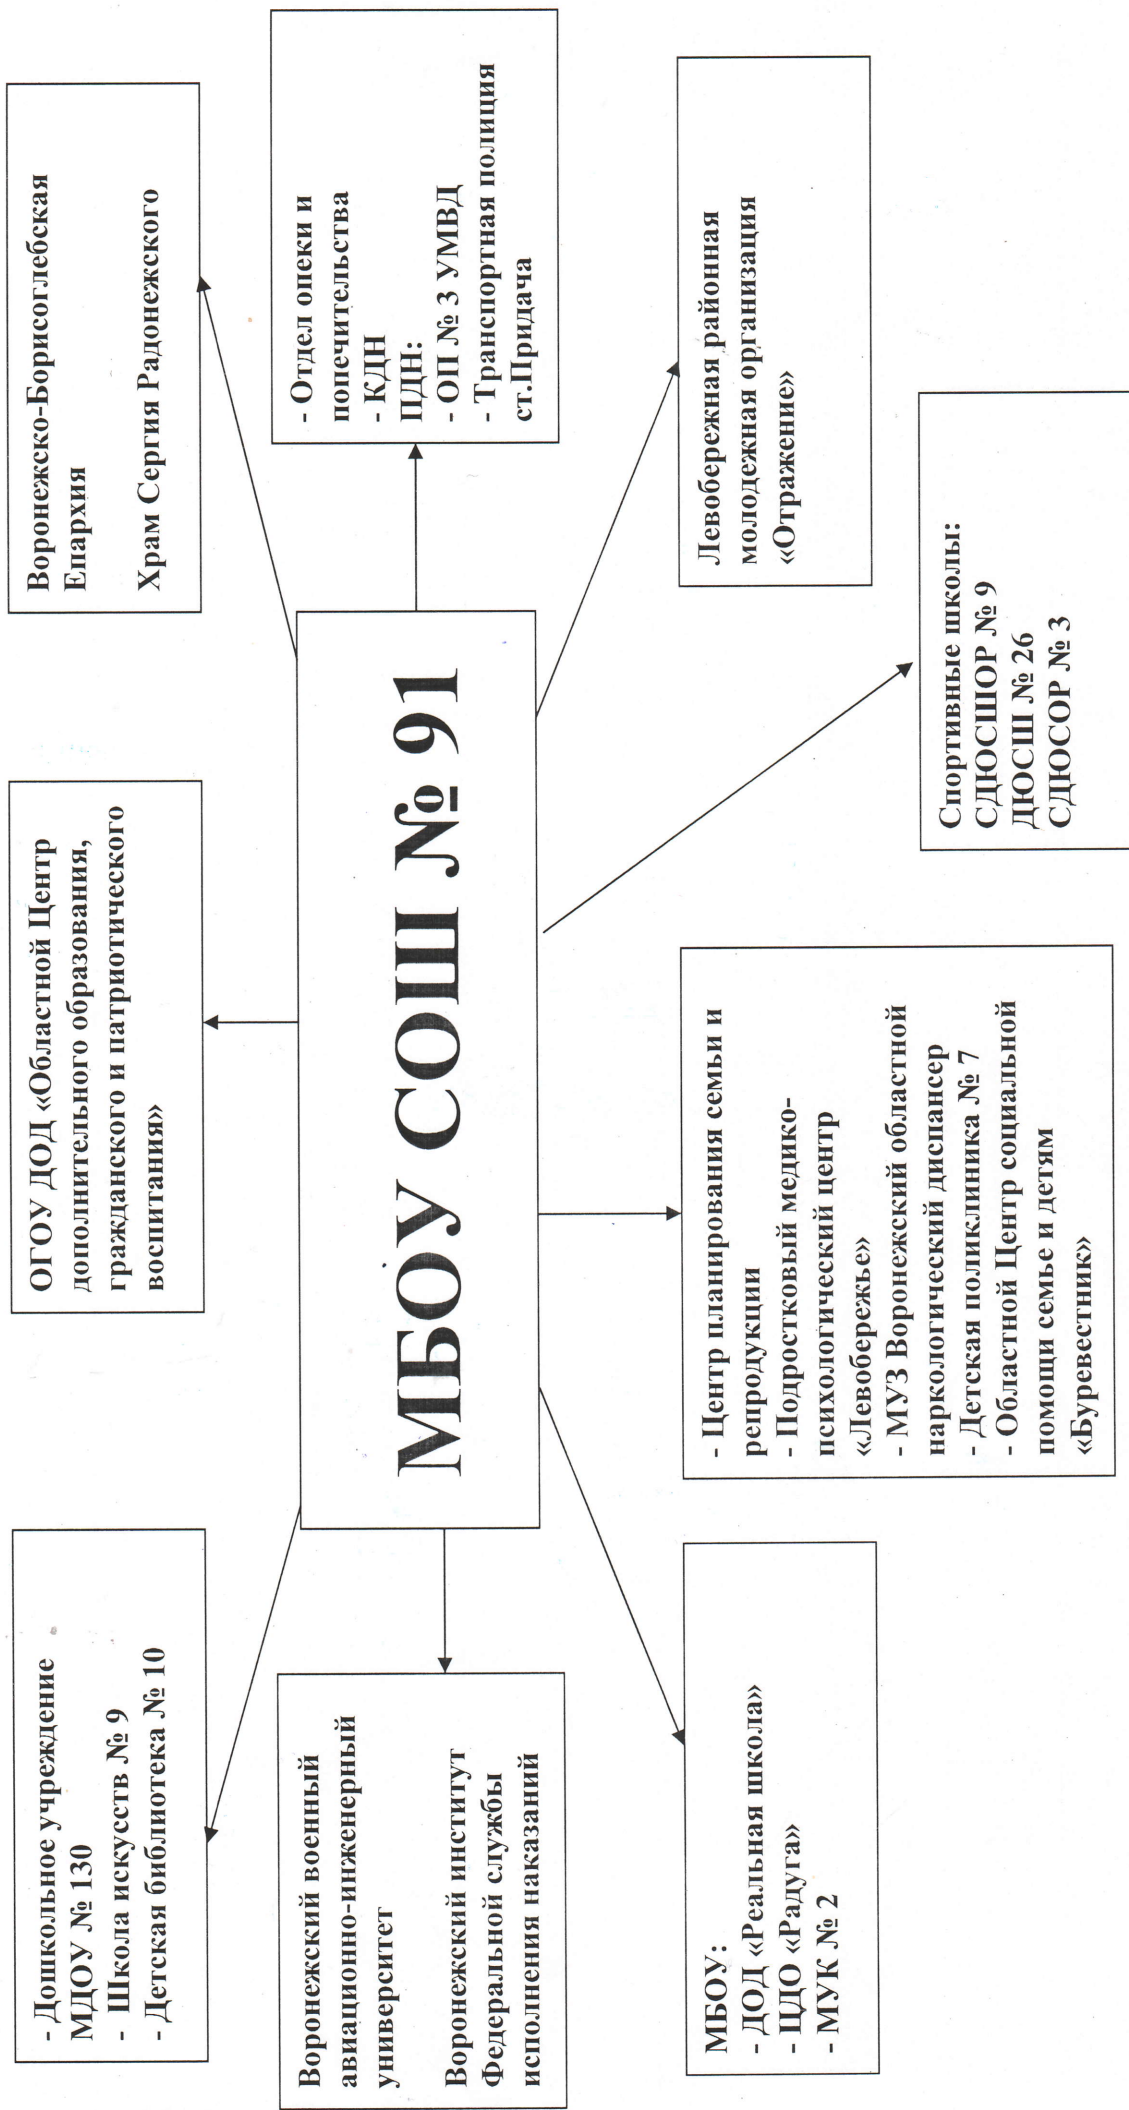 - Дошкольное учреждение
МДОУ № 130
- Школа искусств № 9
- Детская библиотека № 10
ОГОУ ДОД «Областной Центр
дополнительного образования,
гражданского и патриотического
воспитания»
Воронежско-Борисоглебская
Епархия
Храм Сергия Радонежского
Воронежский военный
авиационно-инженерный
университет
Воронежский институт
Федеральной службы
исполнения наказаний
МБОУ СОШ № 91
- Отдел опеки и
попечительства
- КДН
ПДН:
- ОП № 3 УМВД
- Транспортная полиция
ст.Придача
МБОУ:
- ДОД «Реальная школа»
- ЦДО «Радуга»
- МУК № 2
- Центр планирования семьи и
репродукции
- Подростковый медико-
психологический центр
«Левобережье»
- МУЗ Воронежский областной
наркологический диспансер
- Детская поликлиника № 7
- Областной Центр социальной
помощи семье и детям
«Буревестник»
Левобережная районная
молодежная организация
«Отражение»
Спортивные школы:
СДЮСШОР № 9
ДЮСШ № 26
СДЮСОР № 3